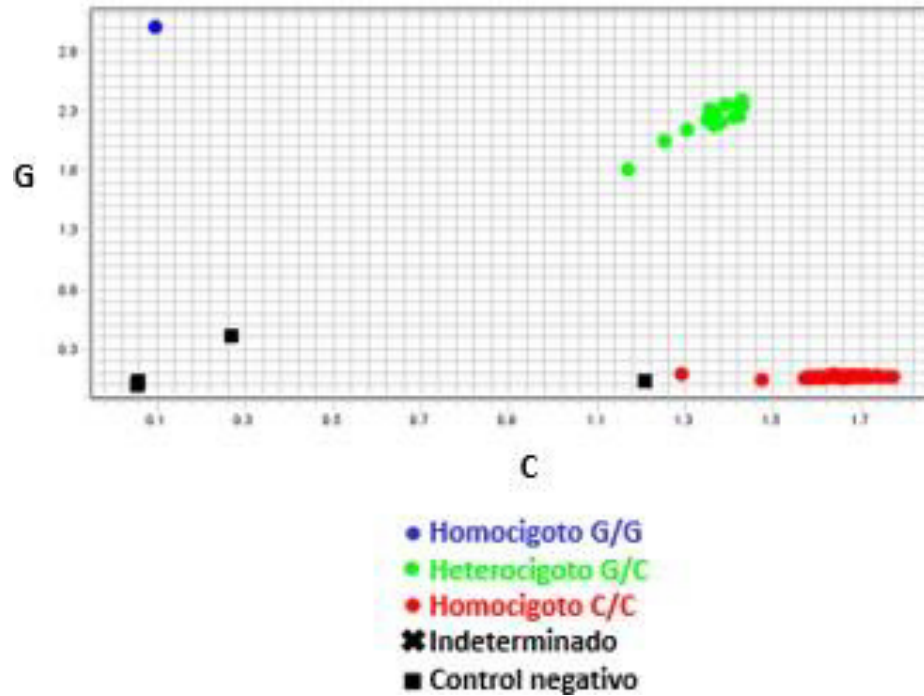 2.8
2.3
G
1.8
1.3
0.8
0.3
0.1 0.3 0.5 0.7 0.9 1.1 1.3 1.5 1.7
C
Homocigoto G/G
Heterocigoto G/C
Homocigoto C/C
Indeterminado
Control negativo